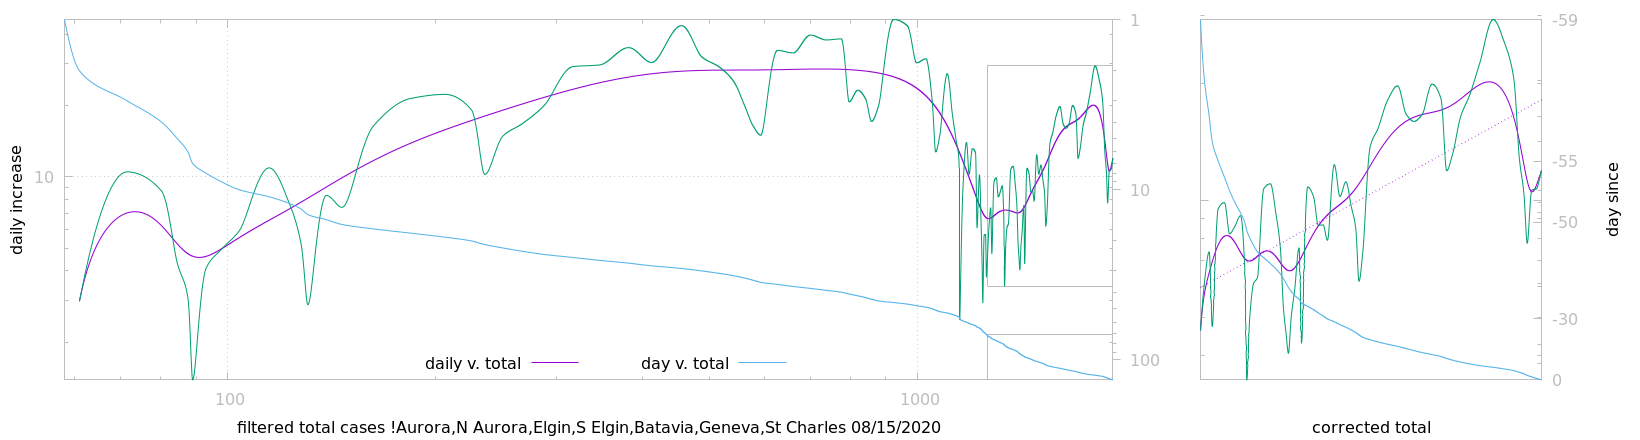 1
-59
10
10
-55
-50
-30
100
0
daily increase
day since
daily v. total
day v. total
100
1000
filtered total cases !Aurora,N Aurora,Elgin,S Elgin,Batavia,Geneva,St Charles 08/15/2020
corrected total